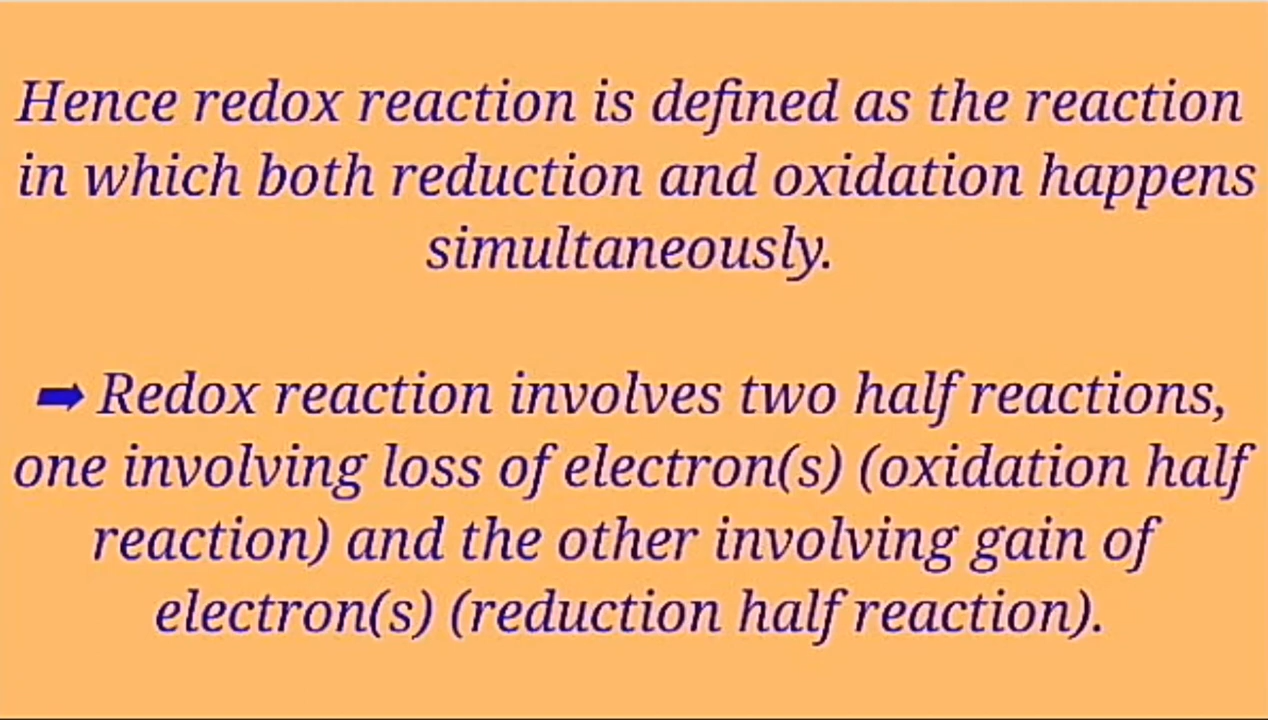 Hence redox reaction is defined as the reaction
in which both reduction and oxidation happens
simultaneously.
➡ Redox reaction involves two half reactions,
one involving loss of electron(s) (oxidation half
reaction) and the other involving gain of
electron(s) (reduction half reaction).